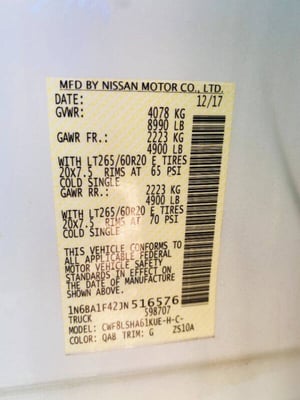 MFD BY NISSAN MOTOR CO., LTD.
DATE: 12/17
GVWR: 4078 KG
8990 LB
GAWR FR.: 2223 KG
4900 LB
WITH LT265/60R20 E TIRES
20X7.5 RIMS AT 65 PSI
COLD SINGLE
GAWR RR.: 2223 KG
4900 LB
WITH LT265/60R20 E TIRES
20X7.5 RIMS AT 70 PSI
COLD SINGLE
THIS VEHICLE CONFORMS TO
ALL APPLICABLE FEDERAL
MOTOR VEHICLE SAFETY
STANDARDS IN EFFECT ON
THE DATE OF MANUFACTURE
SHOWN ABOVE.
1N6BA1F42JN516576
TRUCK 598707
MODEL: CWF8LSHA61KUE-H-C-
COLOR: QAB TRIM: G ZS10A